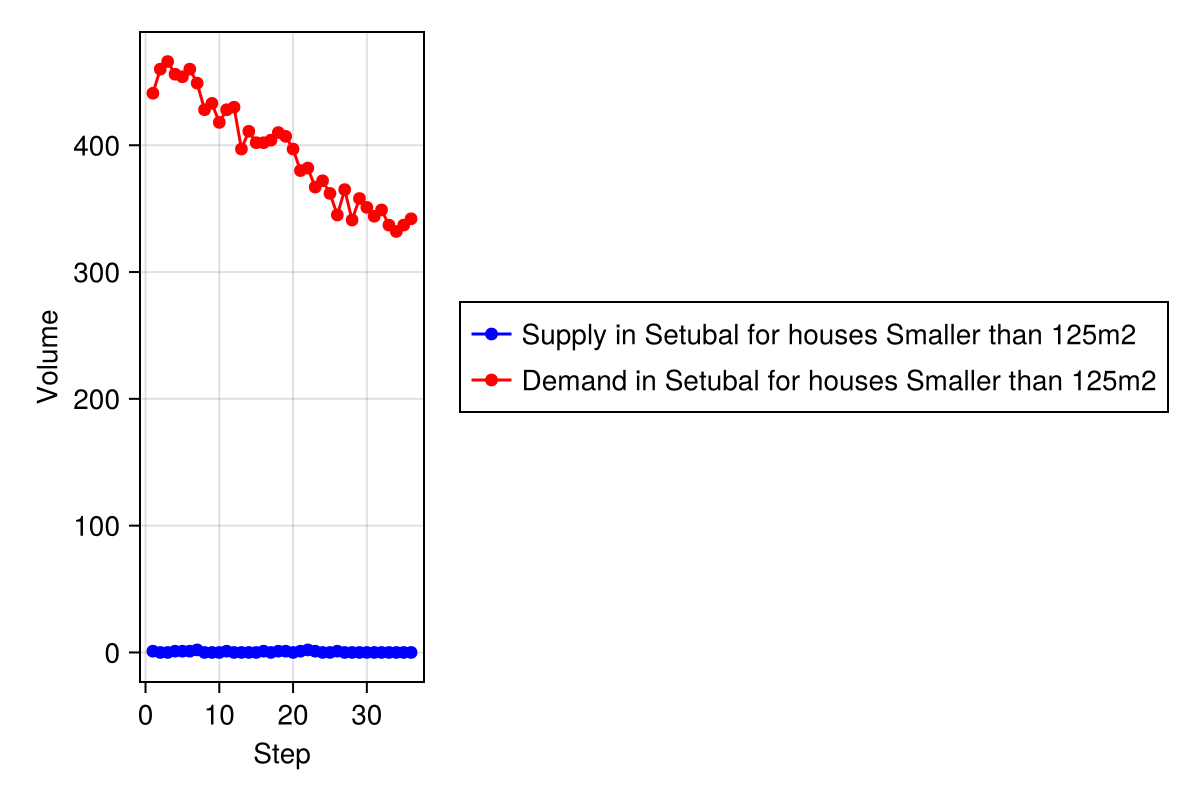 400
300
200
100
0
Volume
0 10 20 30
Step
Supply in Setubal for houses Smaller than 125m2
Demand in Setubal for houses Smaller than 125m2